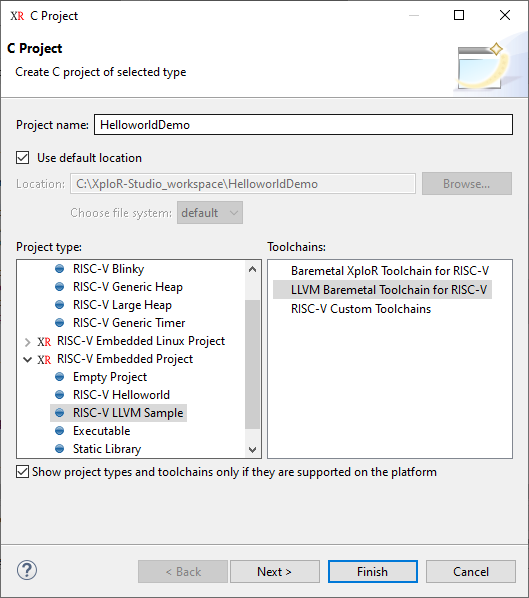 XR C Project
C Project
Create C project of selected type
Project name: HelloworldDemo
Use default location
Location: C:\XploR-Studio_workspace\HelloworldDemo Browse...
Choose file system: default
Project type:
RISC-V Blinky
RISC-V Generic Heap
RISC-V Large Heap
RISC-V Generic Timer
XR RISC-V Embedded Linux Project
XR RISC-V Embedded Project
Empty Project
RISC-V Helloworld
RISC-V LLVM Sample
Executable
Static Library
Toolchains:
Baremetal XploR Toolchain for RISC-V
LLVM Baremetal Toolchain for RISC-V
RISC-V Custom Toolchains
Show project types and toolchains only if they are supported on the platform
? < Back Next > Finish Cancel